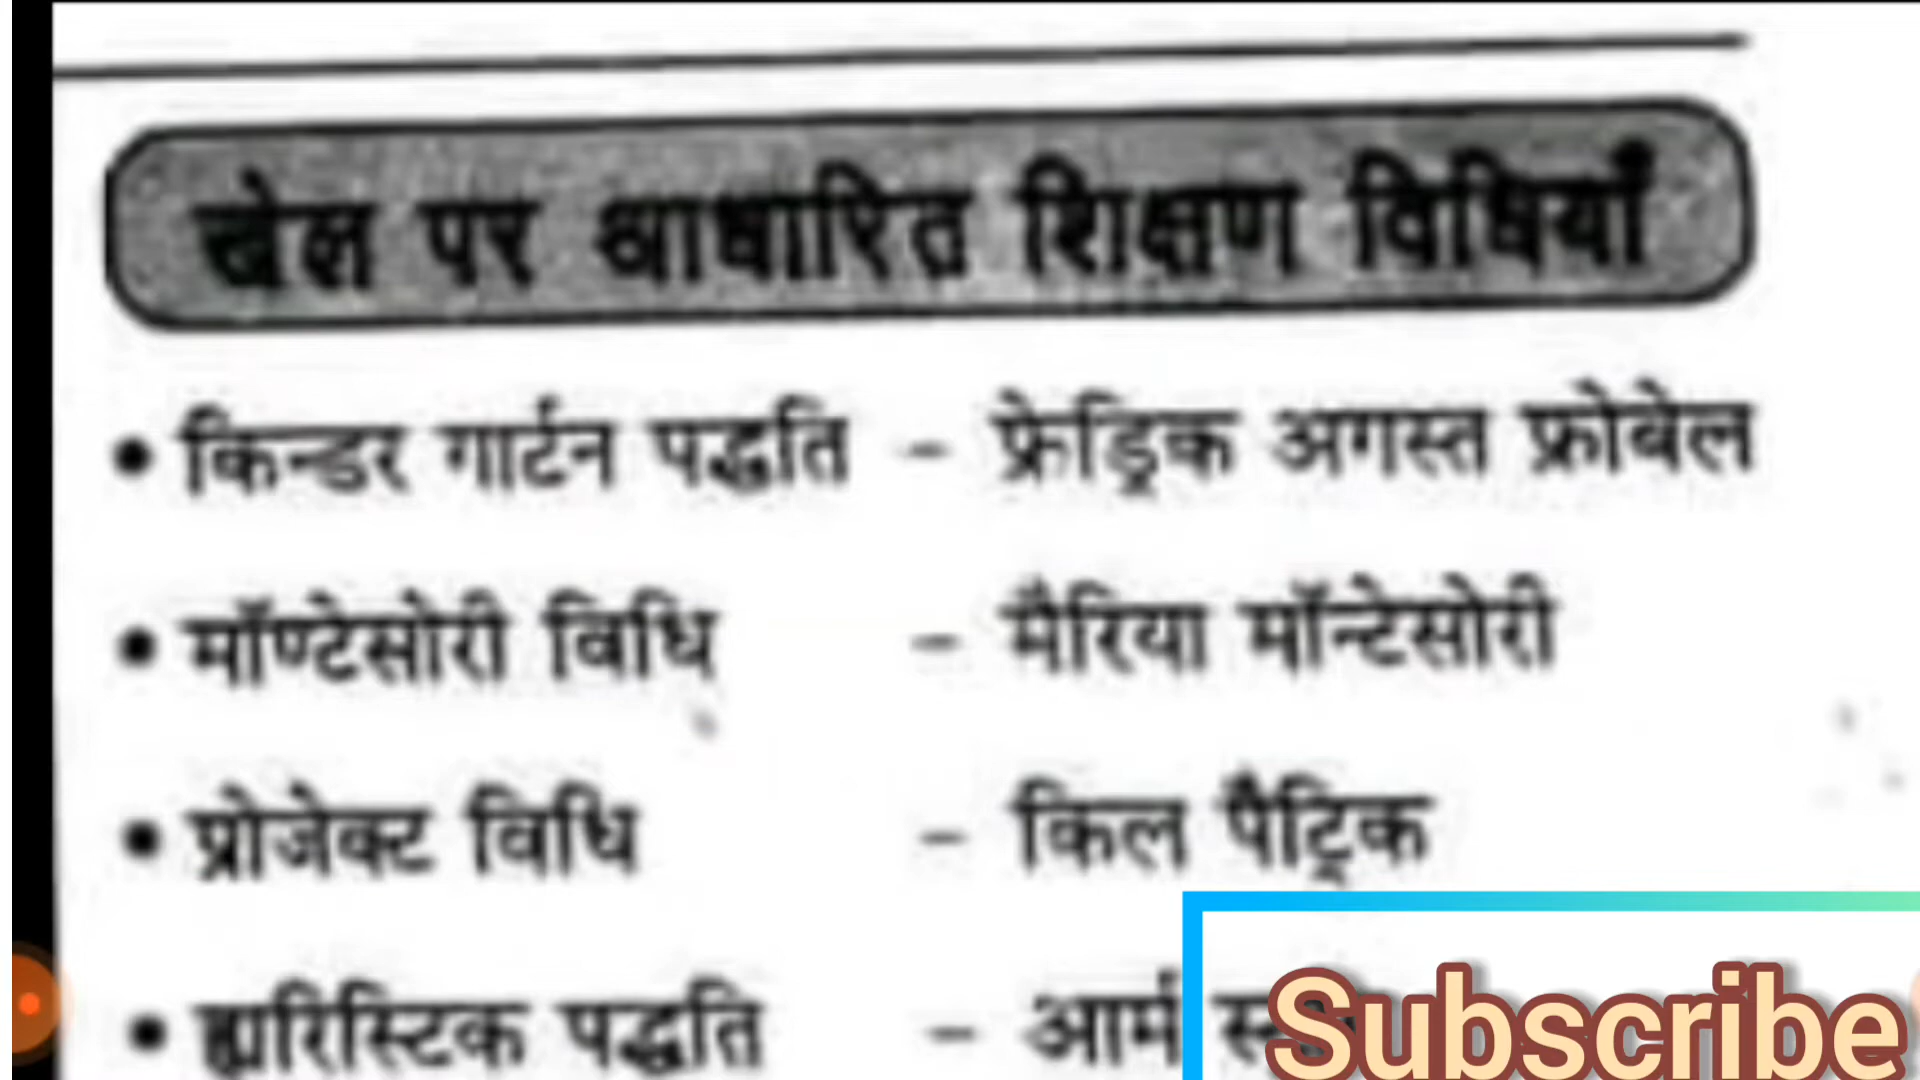 खेल पर आधारित शिक्षण विधियाँ
• किन्डर गार्टन पद्धति - फ्रेड्रिक अगस्त फ्रोबेल
• मॉण्टेसोरी विधि - मैरिया मॉन्टेसोरी
• प्रोजेक्ट विधि - किल पैट्रिक
• ह्यूरिस्टिक पद्धति - आर्म
Subscribe